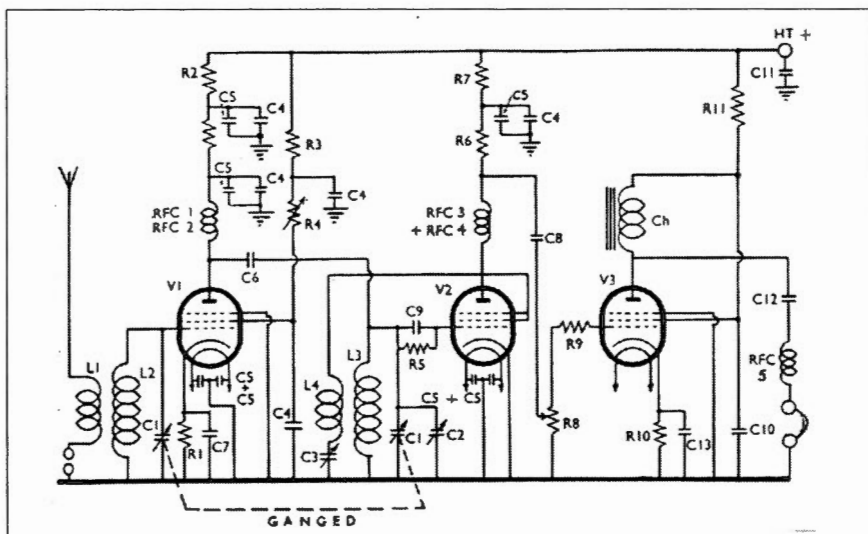 HT +
C11
R2
C5
C4
R7
C5
C4
R11
R3
R6
C5
C4
C4
RFC 1
RFC 2
R4
RFC 3
+ RFC 4
C8
Ch
C6
V1
V2
V3
C12
C9
R9
L1
L2
C5
+
C5
L4
L3
R5
RFC
5
C1
R1
C7
C4
C3
C5 + C5
C1
C2
R8
R10
C13
C10
GANGED